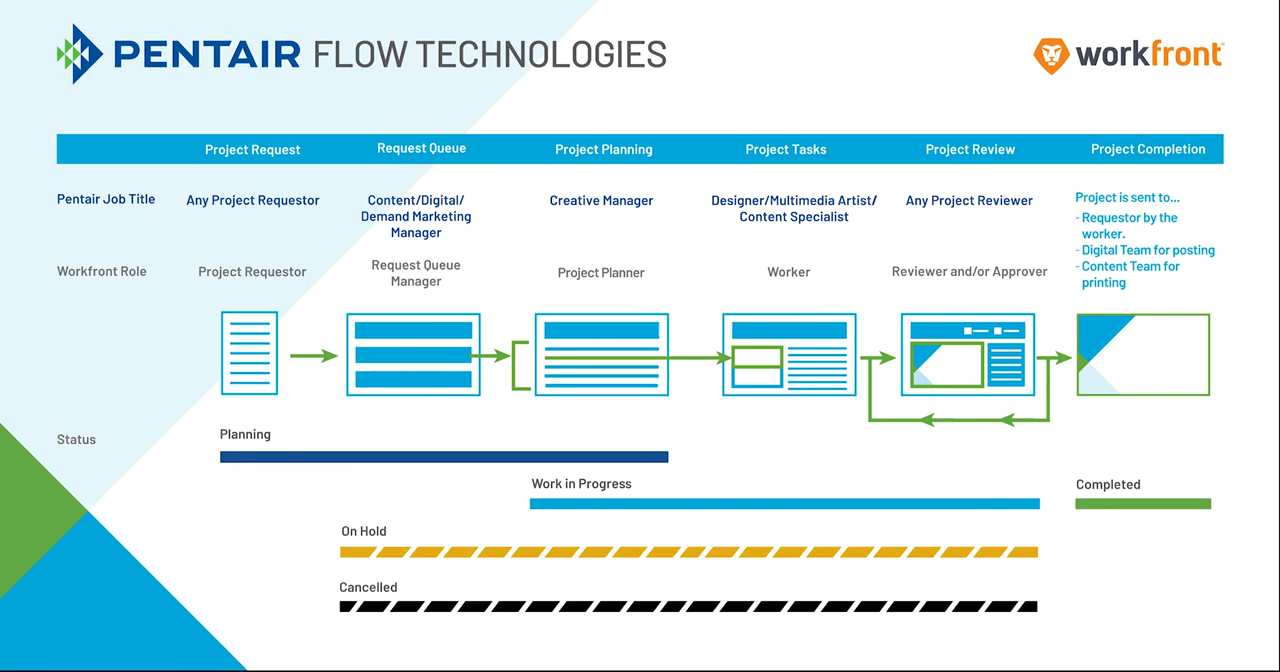 PENTAIR FLOW TECHNOLOGIES
workfront
Project Request
Request Queue
Project Planning
Project Tasks
Project Review
Project Completion
Pentair Job Title
Any Project Requestor
Content/Digital/
Demand Marketing
Manager
Creative Manager
Designer/Multimedia Artist/
Content Specialist
Any Project Reviewer
Project is sent to...
- Requestor by the
worker.
- Digital Team for posting
- Content Team for
printing
Workfront Role
Project Requestor
Request Queue
Manager
Project Planner
Worker
Reviewer and/or Approver
Status
Planning
Work in Progress
Completed
On Hold
Cancelled